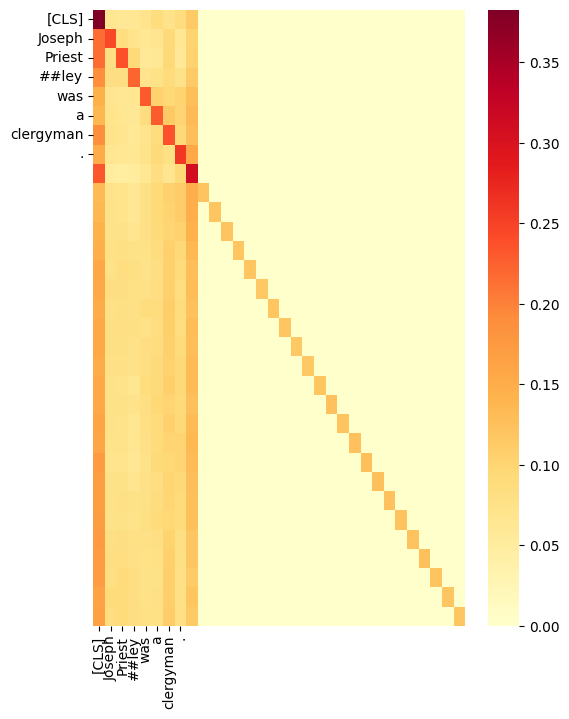 [CLS]
Joseph
Priest
##ley
was
a
clergyman
.
[CLS]
Joseph
Priest
##ley
was
a
clergyman
.
0.35
0.30
0.25
0.20
0.15
0.10
0.05
0.00